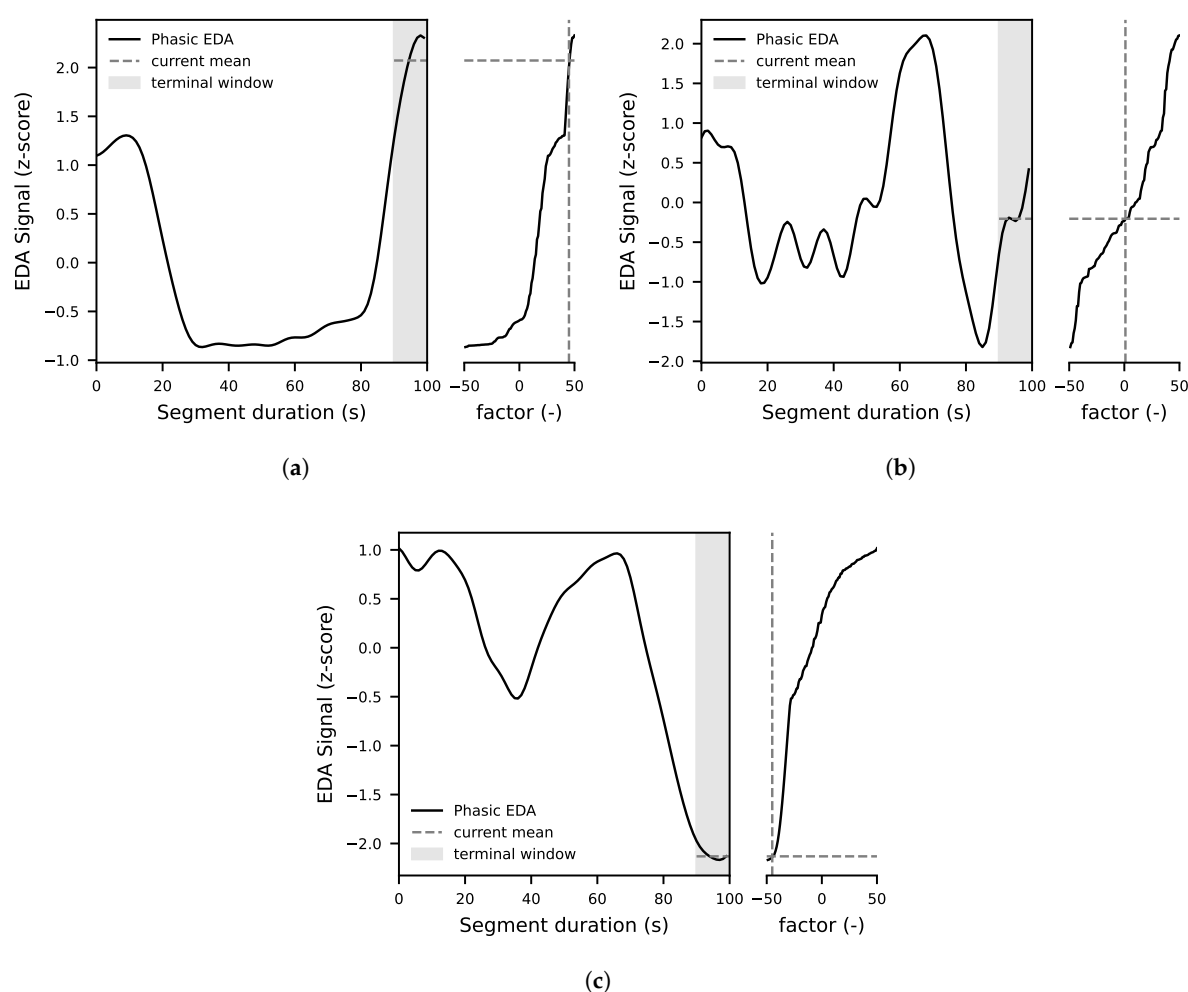 Phasic EDA
current mean
terminal window
EDA Signal (z-score)
2.0
1.5
1.0
0.5
0.0
−0.5
−1.0
0 20 40 60 80 100
Segment duration (s)
−50 0 50
factor (-)
(a)
Phasic EDA
current mean
terminal window
EDA Signal (z-score)
2.0
1.5
1.0
0.5
0.0
−0.5
−1.0
−1.5
−2.0
0 20 40 60 80 100
Segment duration (s)
−50 0 50
factor (-)
(b)
EDA Signal (z-score)
1.0
0.5
0.0
−0.5
−1.0
−1.5
−2.0
Phasic EDA
current mean
terminal window
0 20 40 60 80 100
Segment duration (s)
−50 0 50
factor (-)
(c)